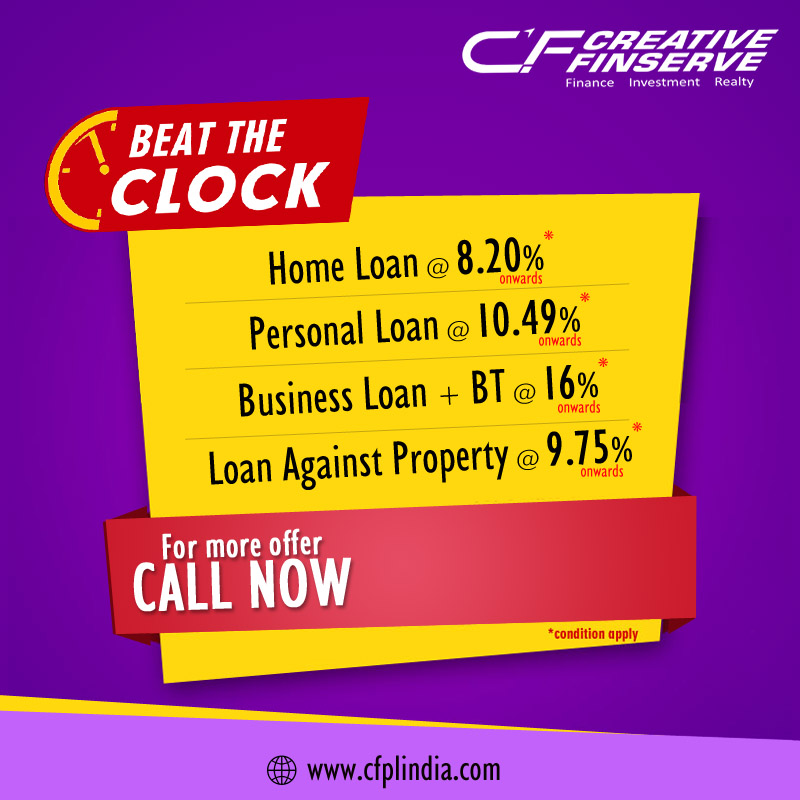 CF CREATIVE
FINSERVE
Finance Investment Realty
BEAT THE
CLOCK
Home Loan @ 8.20%*
onwards
Personal Loan @ 10.49%*
onwards
Business Loan + BT @ 16%*
onwards
Loan Against Property @ 9.75%*
onwards
For more offer
CALL NOW
*condition apply
www.cfplindia.com